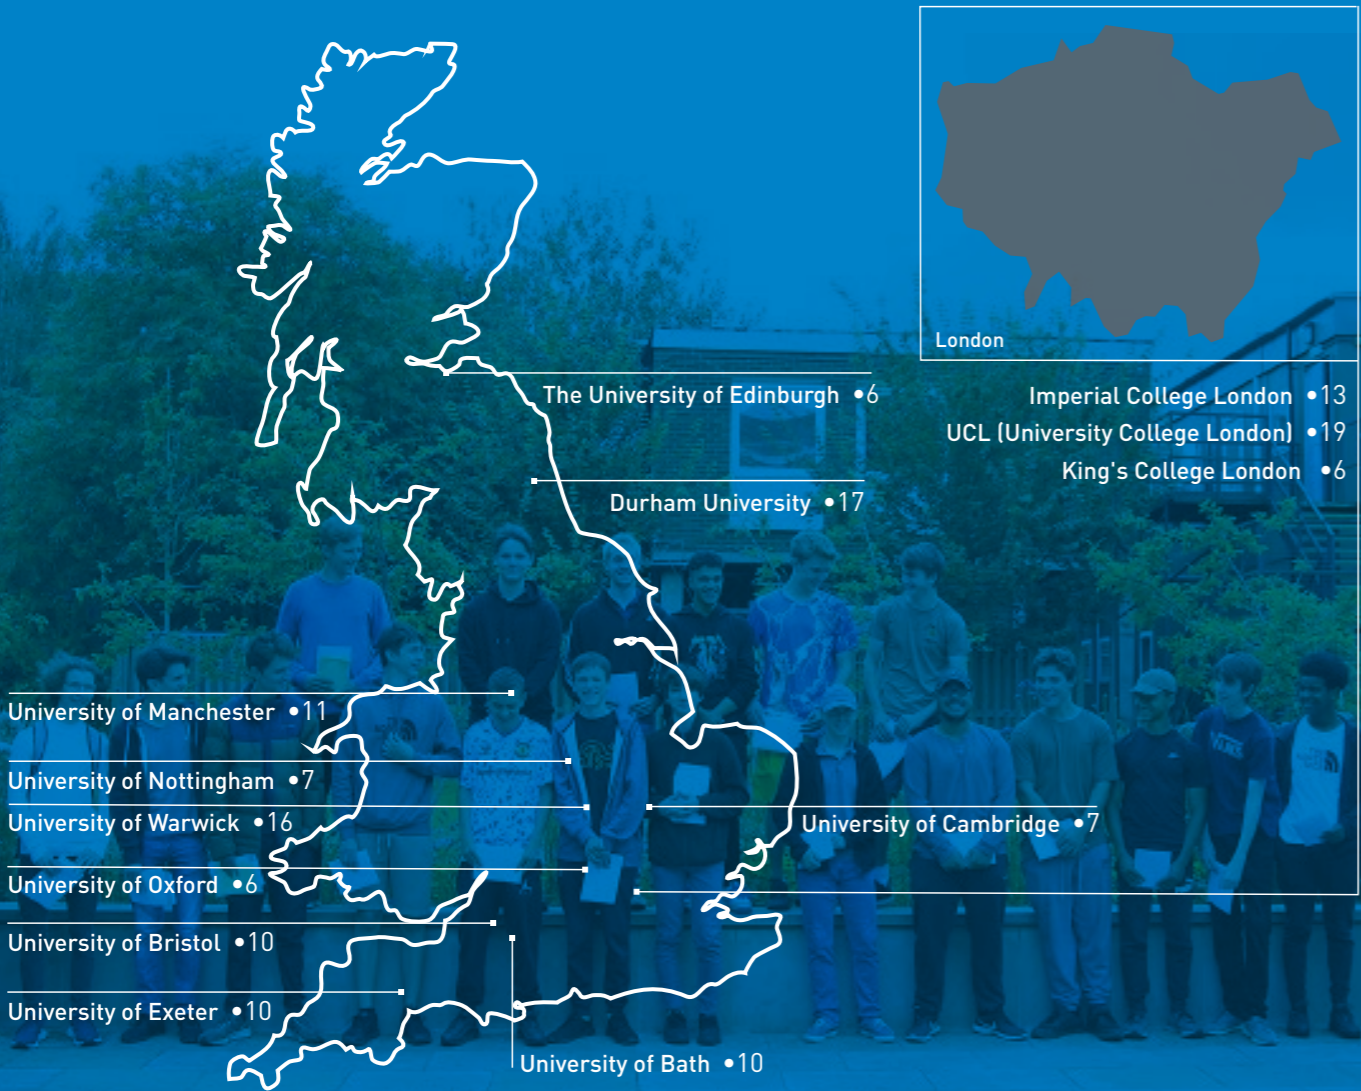 London
The University of Edinburgh •6
Imperial College London •13
UCL (University College London) •19
King's College London •6
Durham University •17
University of Manchester •11
University of Nottingham •7
University of Warwick •16
University of Cambridge •7
University of Oxford •6
University of Bristol •10
University of Exeter •10
University of Bath •10